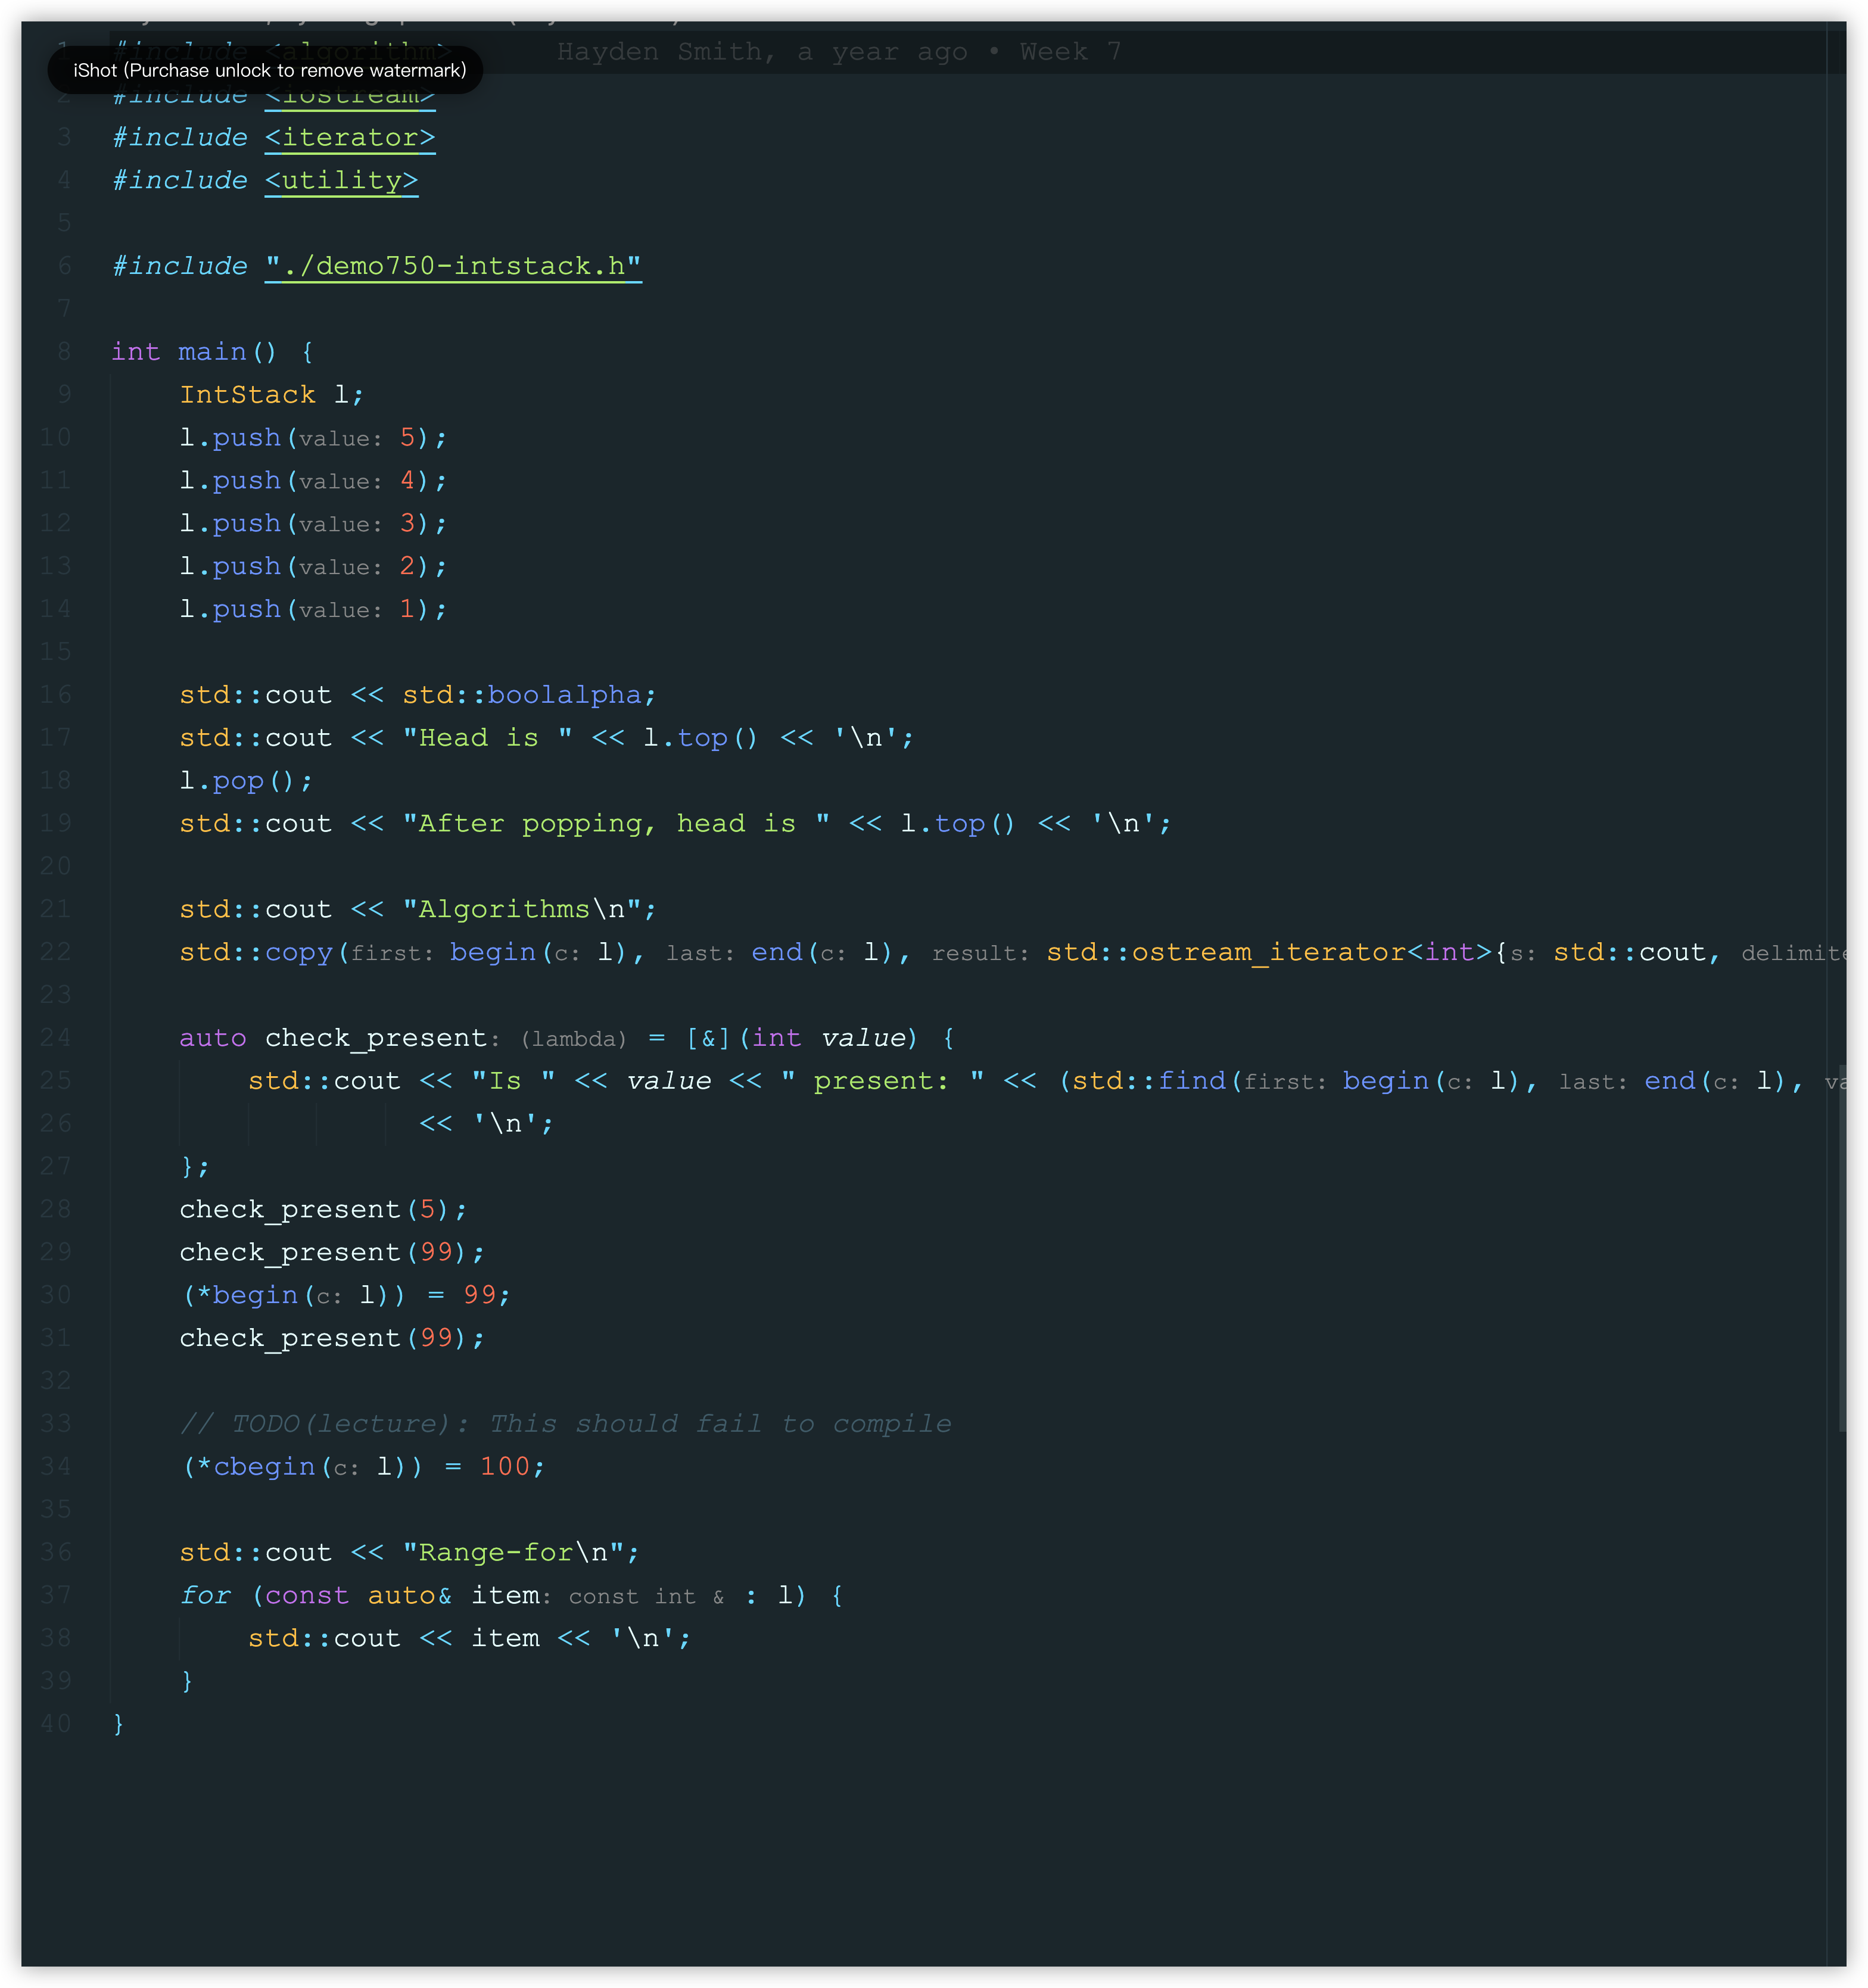 1 #include <algorithm> Hayden Smith, a year ago • Week 7
iShot (Purchase unlock to remove watermark)
2 #include <iostream>
3 #include <iterator>
4 #include <utility>
5
6 #include "./demo750-intstack.h"
7
8 int main() {
9 IntStack l;
10 l.push(value: 5);
11 l.push(value: 4);
12 l.push(value: 3);
13 l.push(value: 2);
14 l.push(value: 1);
15
16 std::cout << std::boolalpha;
17 std::cout << "Head is " << l.top() << '\n';
18 l.pop();
19 std::cout << "After popping, head is " << l.top() << '\n';
20
21 std::cout << "Algorithms\n";
22 std::copy(first: begin(c: l), last: end(c: l), result: std::ostream_iterator<int>{s: std::cout, delimite
23
24 auto check_present: (lambda) = [&](int value) {
25 std::cout << "Is " << value << " present: " << (std::find(first: begin(c: l), last: end(c: l), va
26 << '\n';
27 };
28 check_present(5);
29 check_present(99);
30 (*begin(c: l)) = 99;
31 check_present(99);
32
33 // TODO(lecture): This should fail to compile
34 (*cbegin(c: l)) = 100;
35
36 std::cout << "Range-for\n";
37 for (const auto& item: const int & : l) {
38 std::cout << item << '\n';
39 }
40 }